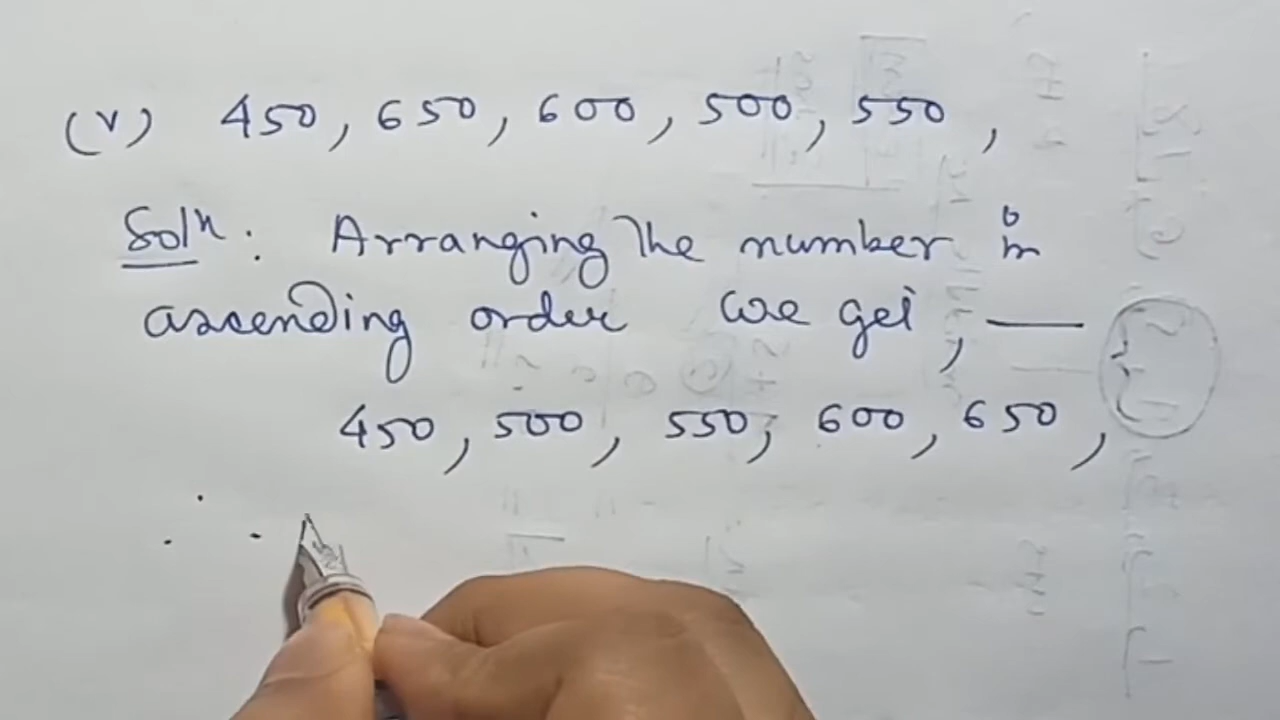 (v) 450, 650, 600, 500, 550,
Solⁿ: Arranging the number in
ascending order we get, —
450, 500, 550, 600, 650,
∴